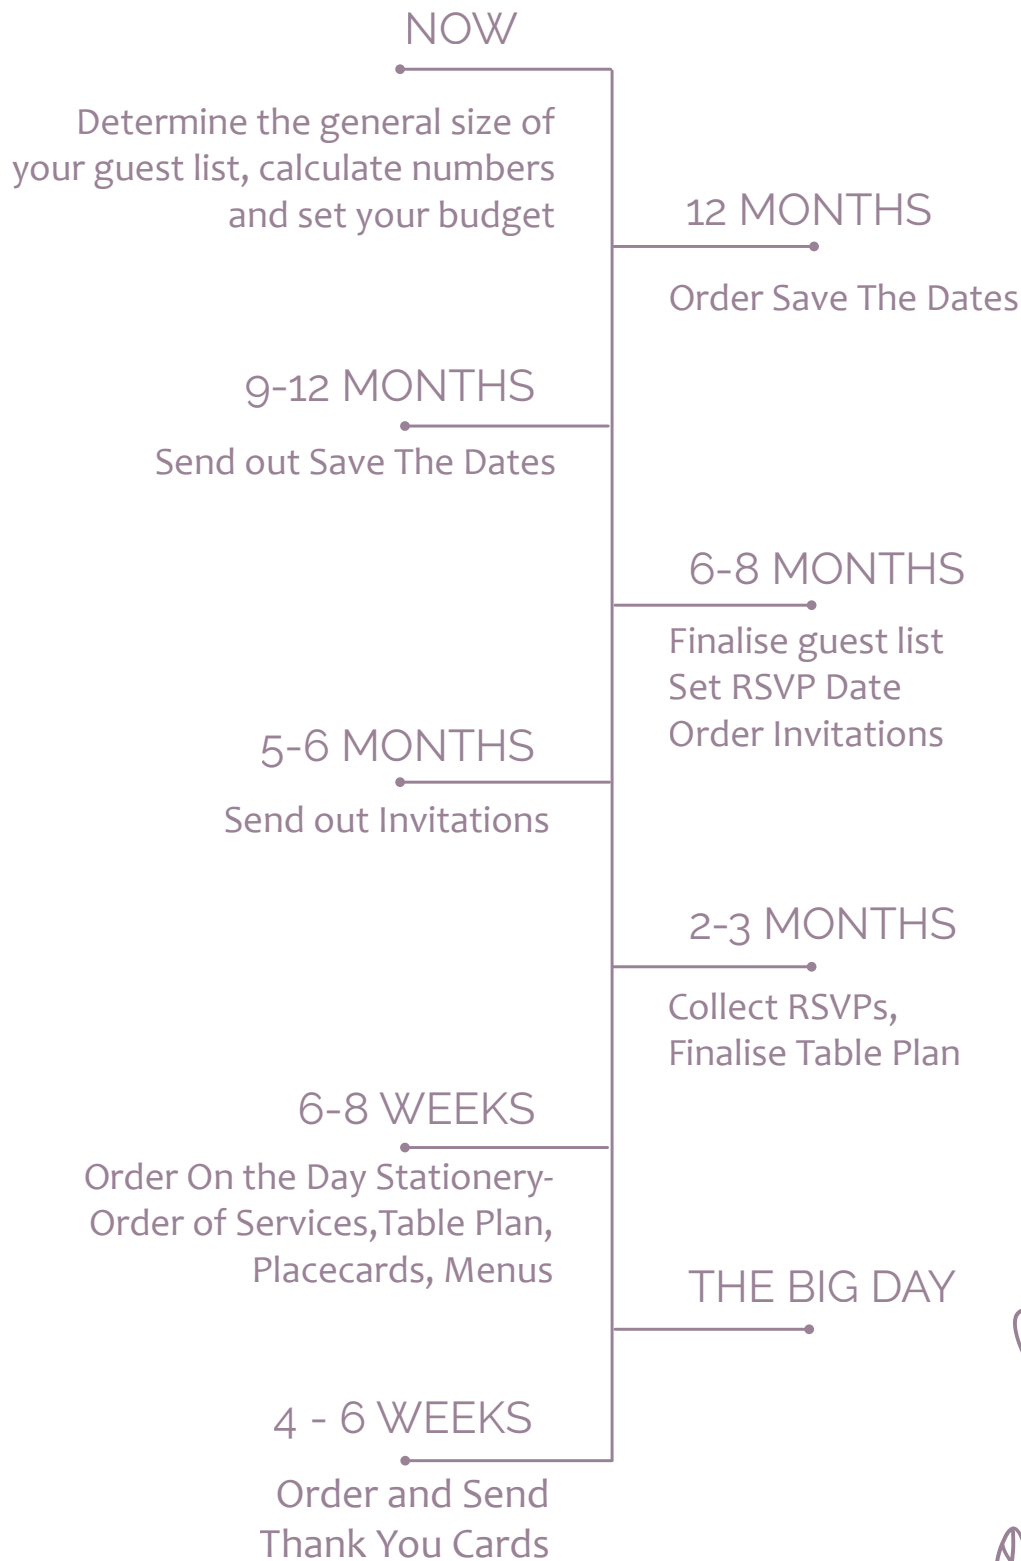 NOW
Determine the general size of
your guest list, calculate numbers
and set your budget
12 MONTHS
Order Save The Dates
9-12 MONTHS
Send out Save The Dates
6-8 MONTHS
Finalise guest list
Set RSVP Date
Order Invitations
5-6 MONTHS
Send out Invitations
2-3 MONTHS
Collect RSVPs,
Finalise Table Plan
6-8 WEEKS
Order On the Day Stationery-
Order of Services,Table Plan,
Placecards, Menus
THE BIG DAY
4 - 6 WEEKS
Order and Send
Thank You Cards